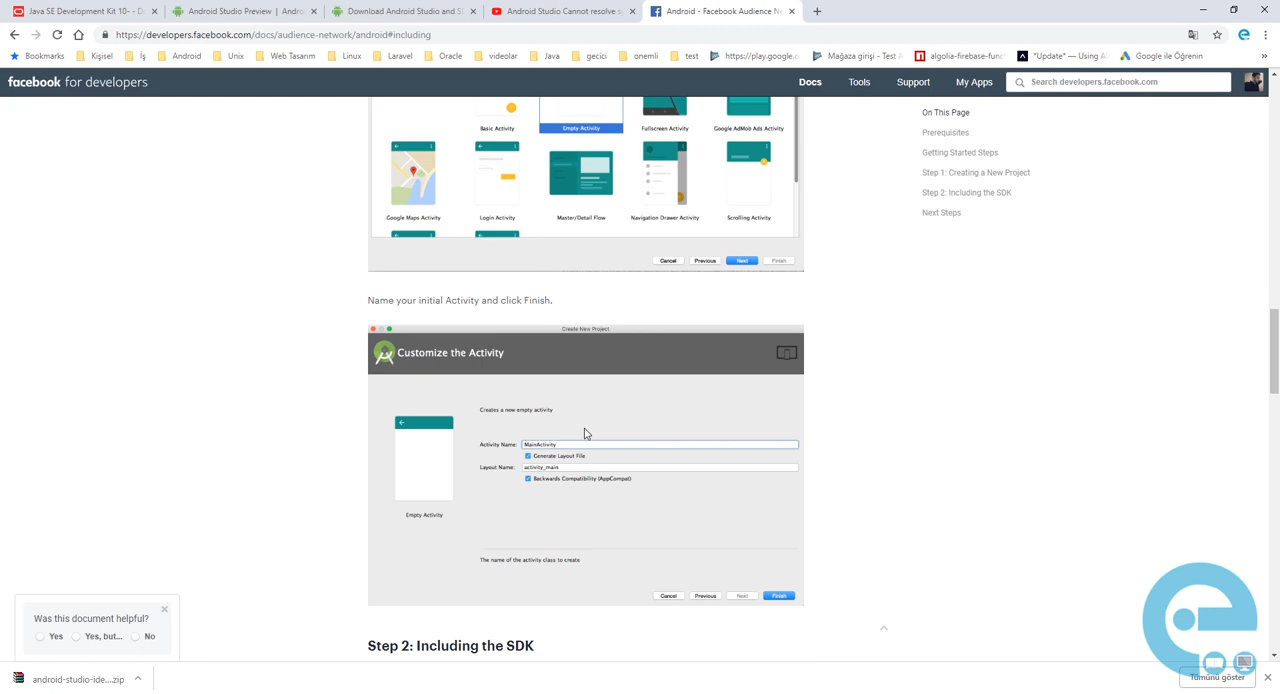 Java SE Development Kit 10- - D
Android Studio Preview | Andro
Download Android Studio and S
Android Studio Cannot resolve s
Android - Facebook Audience Ne
https://developers.facebook.com/docs/audience-network/android#including
Bookmarks Kişisel İş Android Unix Web Tasarım Linux Laravel Oracle videolar Java gecici onemli test https://play.google.c Mağaza girişi - Test A algolia-firebase-func *Update* — Using A Google ile Öğrenin
facebook for developers
Docs Tools Support My Apps Search developers.facebook.com
On This Page
Prerequisites
Getting Started Steps
Step 1: Creating a New Project
Step 2: Including the SDK
Next Steps
Basic Activity Empty Activity Fullscreen Activity Google AdMob Ads Activity
Google Maps Activity Login Activity Master/Detail Flow Navigation Drawer Activity Scrolling Activity
Cancel Previous Next Finish
Name your initial Activity and click Finish.
Create New Project
Customize the Activity
Creates a new empty activity
Activity Name: MainActivity
Generate Layout File
Layout Name: activity_main
Backwards Compatibility (AppCompat)
Empty Activity
The name of the activity class to create
Cancel Previous Next Finish
Step 2: Including the SDK
Was this document helpful?
Yes Yes, but... No
android-studio-ide....zip
Tümünü göster